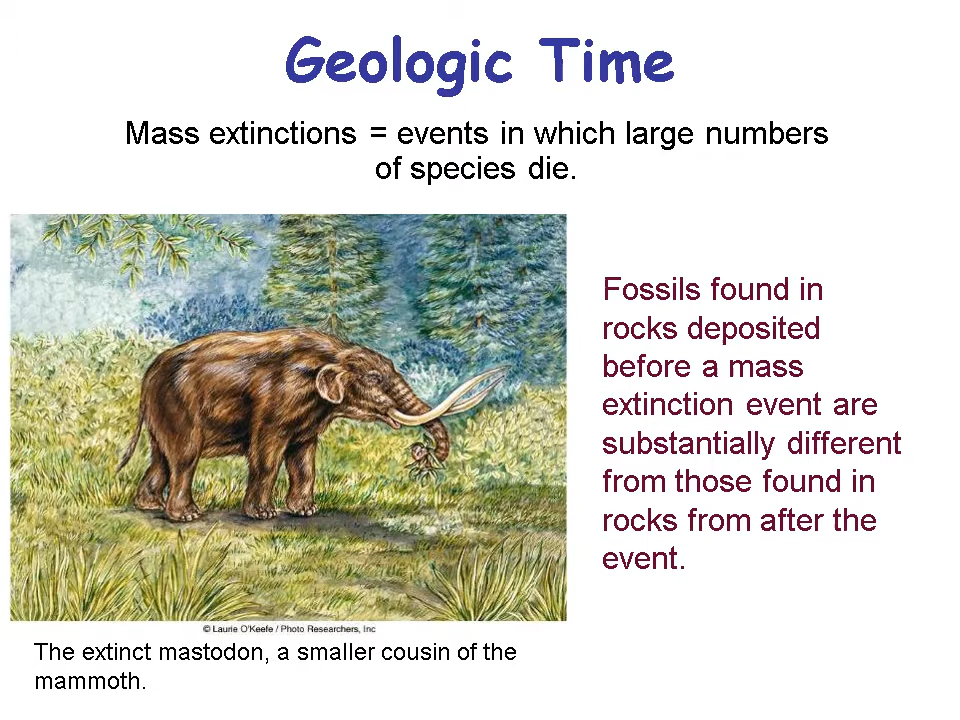 Geologic Time
Mass extinctions = events in which large numbers
of species die.
Fossils found in
rocks deposited
before a mass
extinction event are
substantially different
from those found in
rocks from after the
event.
© Laurie O'Keefe / Photo Researchers, Inc
The extinct mastodon, a smaller cousin of the
mammoth.